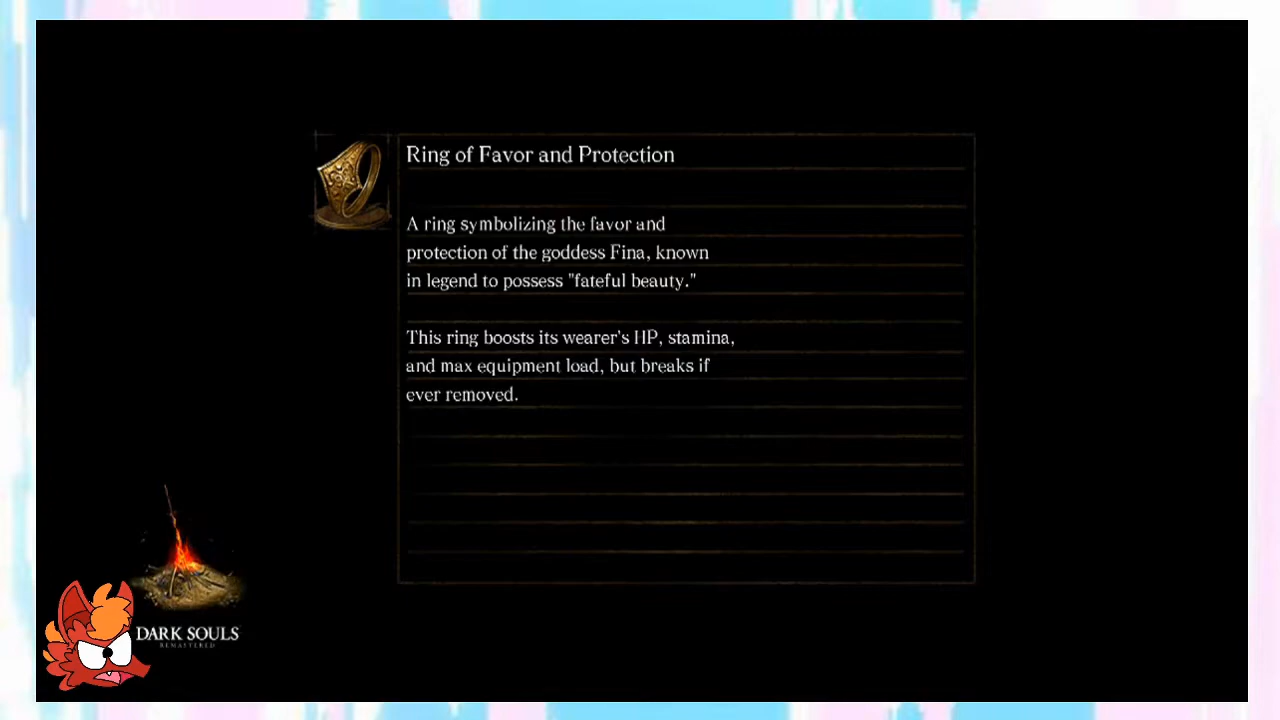 Ring of Favor and Protection
A ring symbolizing the favor and
protection of the goddess Fina, known
in legend to possess "fateful beauty."
This ring boosts its wearer's HP, stamina,
and max equipment load, but breaks if
ever removed.
DARK SOULS
REMASTERED